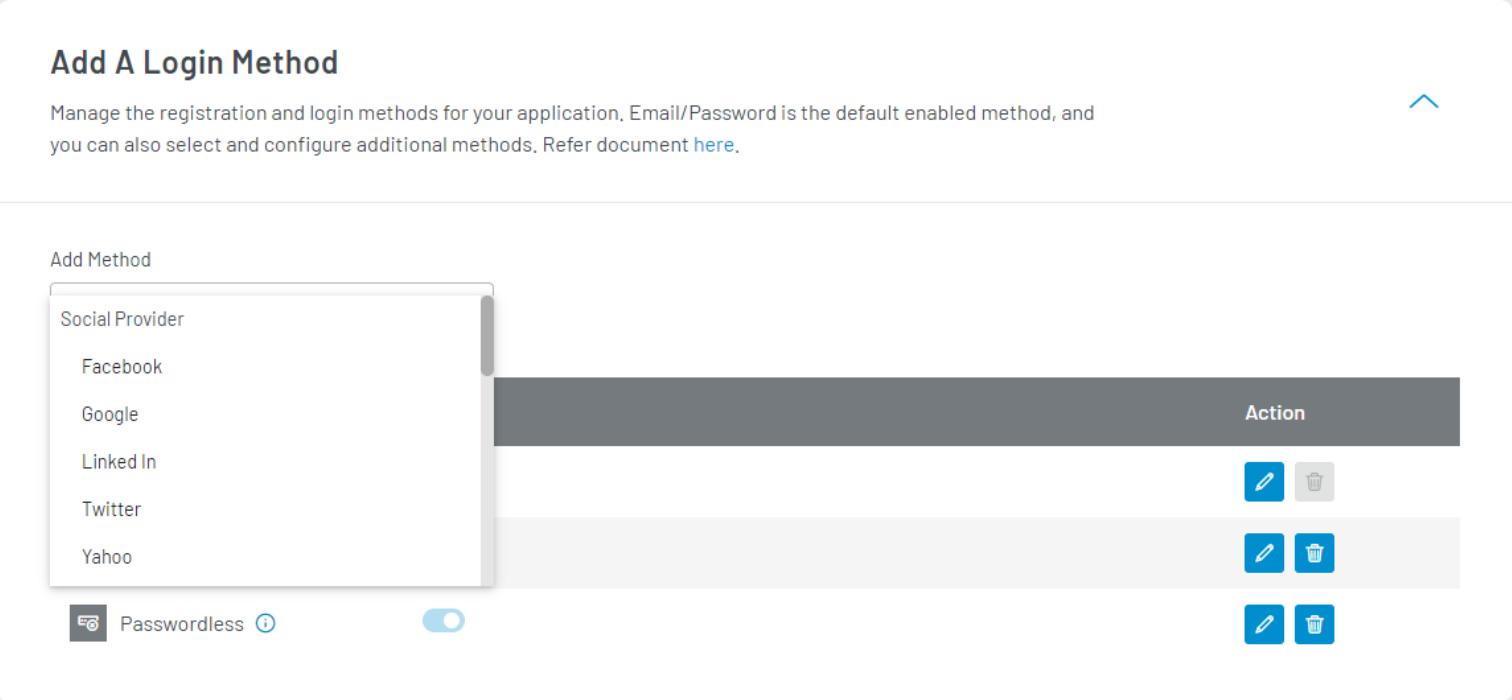 Add A Login Method
Manage the registration and login methods for your application. Email/Password is the default enabled method, and
you can also select and configure additional methods. Refer document here.
Add Method
Social Provider
Facebook
Google
Linked In
Twitter
Yahoo
Action
Passwordless